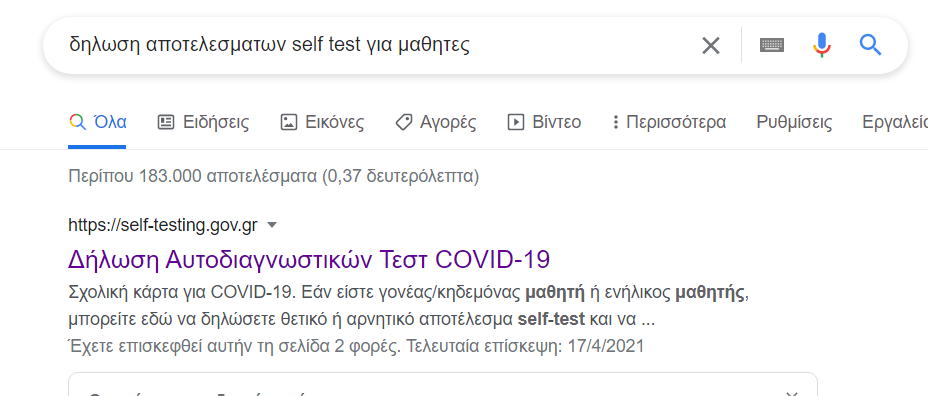 δηλωση αποτελεσματων self test για μαθητες
Όλα Ειδήσεις Εικόνες Αγορές Βίντεο Περισσότερα Ρυθμίσεις Εργαλεία
Περίπου 183.000 αποτελέσματα (0,37 δευτερόλεπτα)
https://self-testing.gov.gr
Δήλωση Αυτοδιαγνωστικών Τεστ COVID-19
Σχολική κάρτα για COVID-19. Εάν είστε γονέας/κηδεμόνας μαθητή ή ενήλικος μαθητής,
μπορείτε εδώ να δηλώσετε θετικό ή αρνητικό αποτέλεσμα self-test και να ...
Έχετε επισκεφθεί αυτήν τη σελίδα 2 φορές. Τελευταία επίσκεψη: 17/4/2021